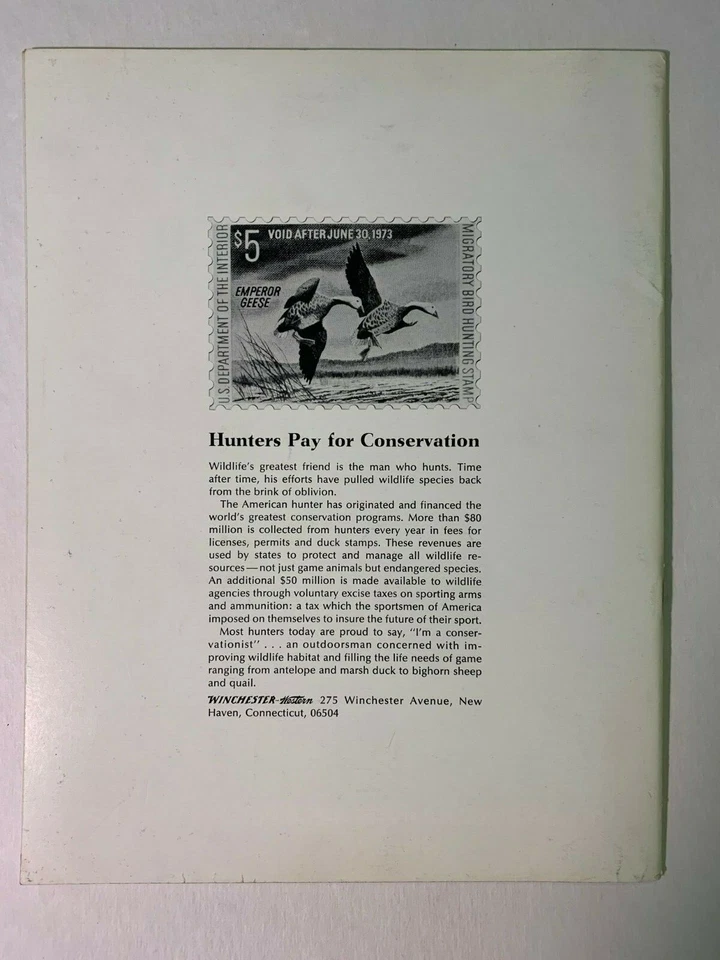 $5 VOID AFTER JUNE 30, 1973
EMPEROR
GEESE
U.S. DEPARTMENT OF THE INTERIOR
MIGRATORY BIRD HUNTING STAMP
Hunters Pay for Conservation
Wildlife's greatest friend is the man who hunts. Time
after time, his efforts have pulled wildlife species back
from the brink of oblivion.
The American hunter has originated and financed the
world's greatest conservation programs. More than $80
million is collected from hunters every year in fees for
licenses, permits and duck stamps. These revenues are
used by states to protect and manage all wildlife re-
sources—not just game animals but endangered species.
An additional $50 million is made available to wildlife
agencies through voluntary excise taxes on sporting arms
and ammunition: a tax which the sportsmen of America
imposed on themselves to insure the future of their sport.
Most hunters today are proud to say, "I'm a conser-
vationist" . . . an outdoorsman concerned with im-
proving wildlife habitat and filling the life needs of game
ranging from antelope and marsh duck to bighorn sheep
and quail.
WINCHESTER-Western 275 Winchester Avenue, New
Haven, Connecticut, 06504